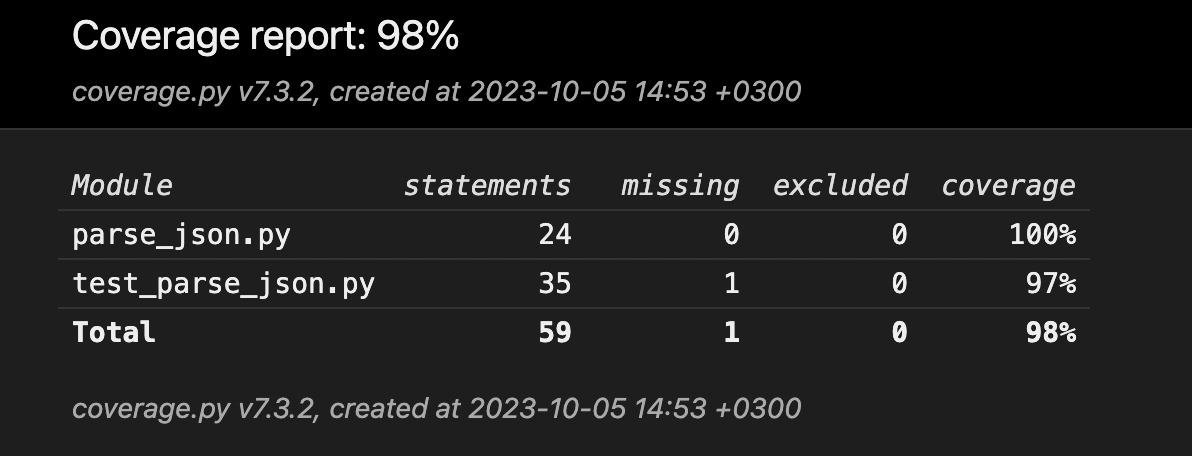 Coverage report: 98%
coverage.py v7.3.2, created at 2023-10-05 14:53 +0300
Module statements missing excluded coverage
parse_json.py 24 0 0 100%
test_parse_json.py 35 1 0 97%
Total 59 1 0 98%
coverage.py v7.3.2, created at 2023-10-05 14:53 +0300